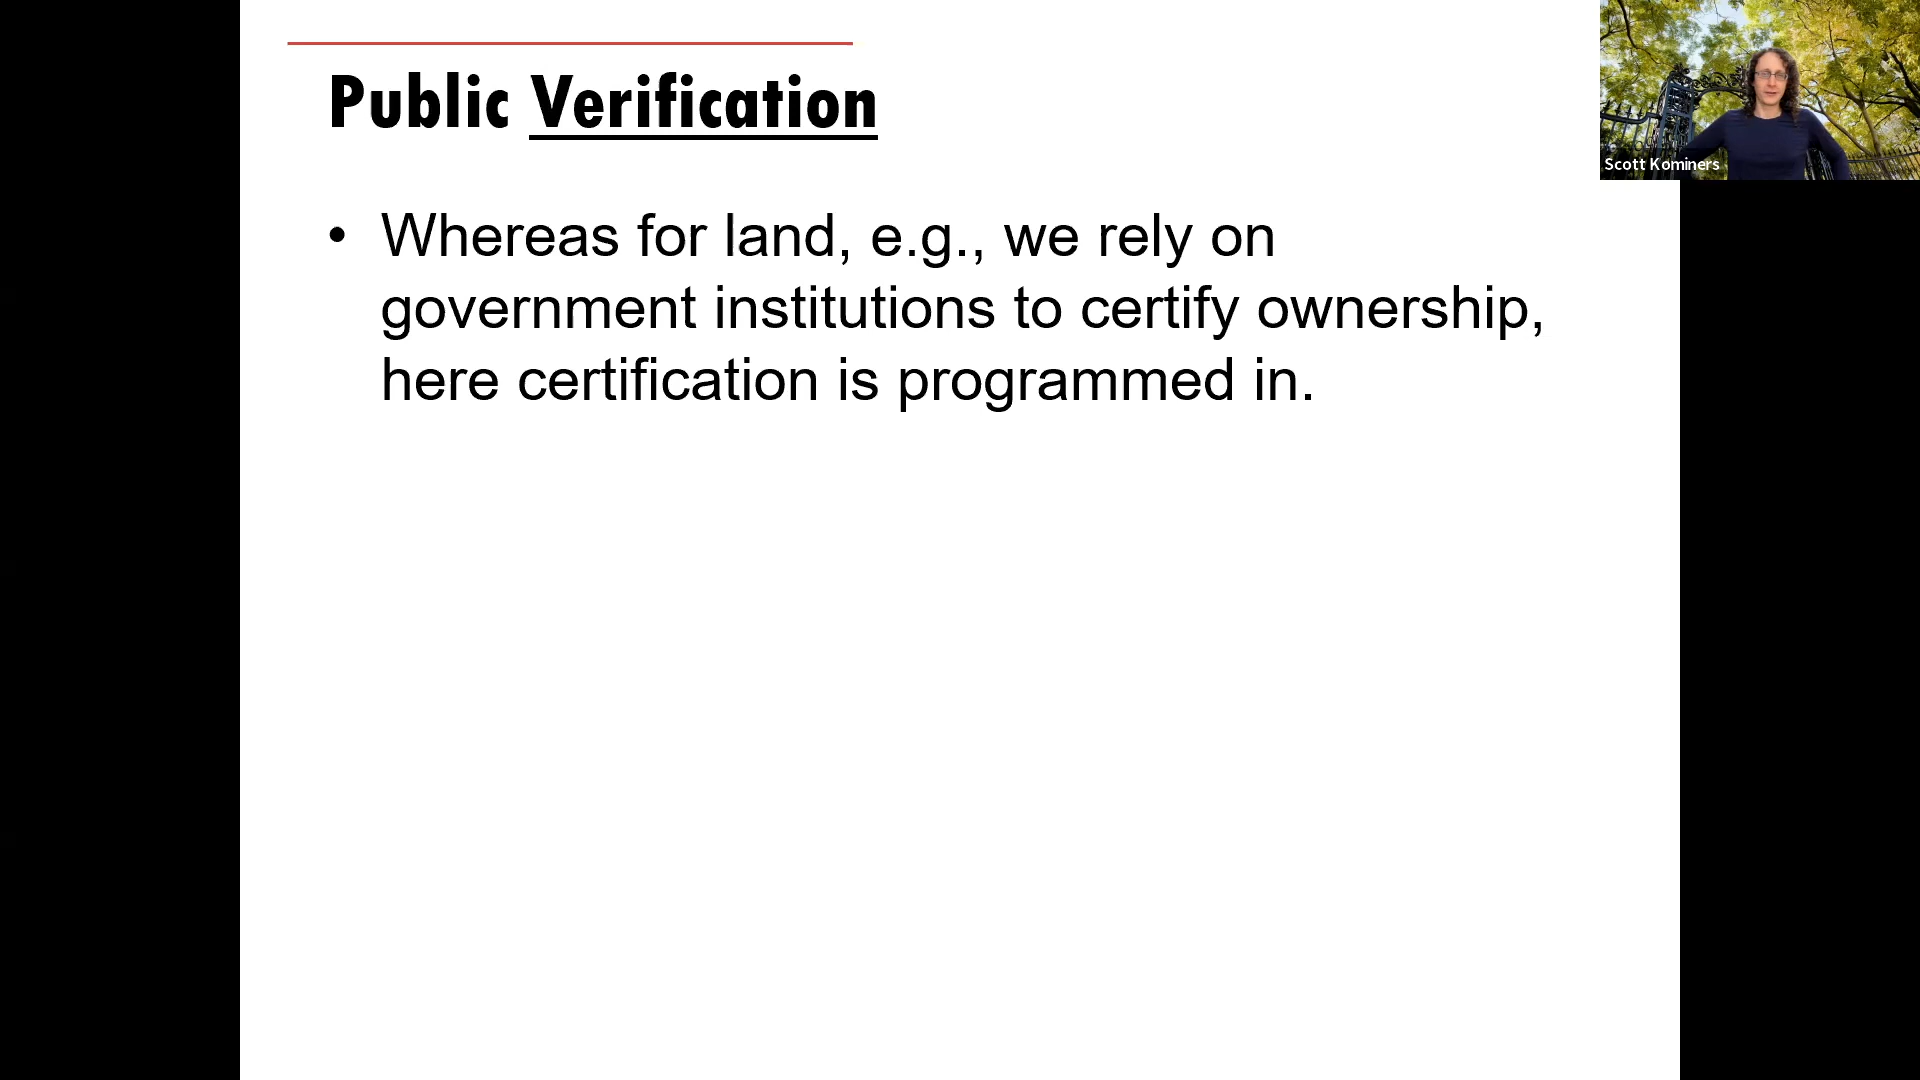 Public Verification
Scott Kominers
• Whereas for land, e.g., we rely on
government institutions to certify ownership,
here certification is programmed in.